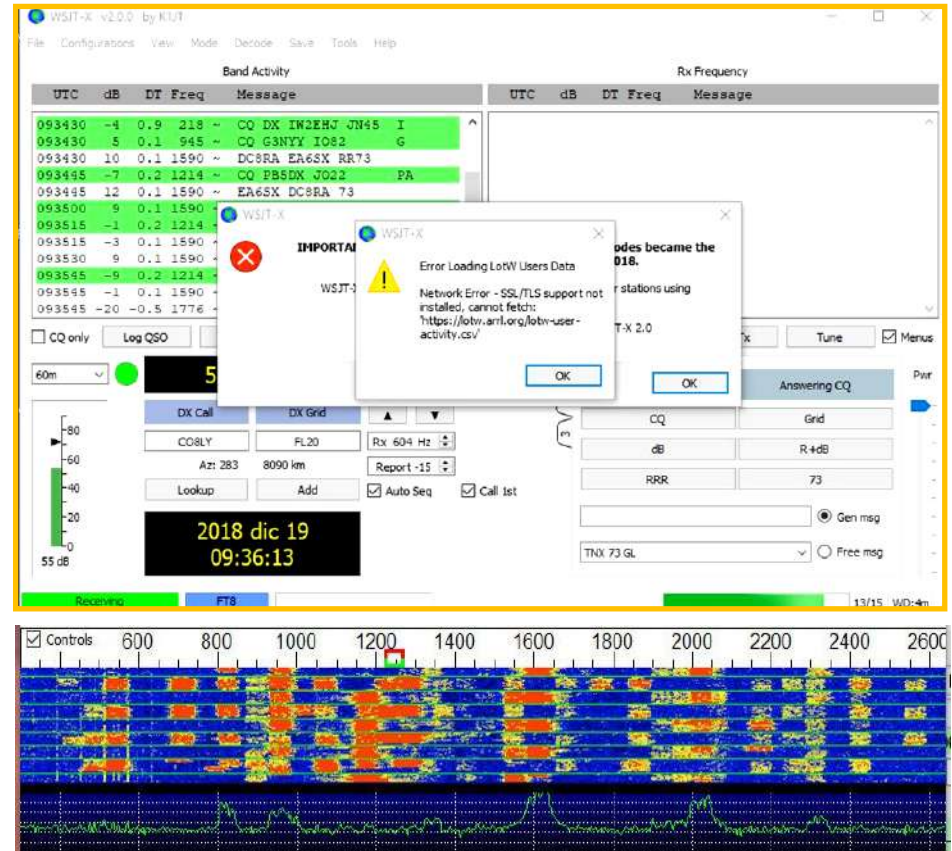 WSJT-X v2.0.0 by K1JT
File Configurations View Mode Decode Save Tools Help
Band Activity
Rx Frequency
UTC dB DT Freq Message
UTC dB DT Freq Message
093430 -4 0.9 218 ~ CQ DX IW2EHJ JN45 I
093430 5 0.1 945 ~ CQ G3NYY IO82 G
093430 10 0.1 1590 ~ DC8RA EA6SX RR73
093445 -7 0.2 1214 ~ CQ PB5DX JO22 PA
093445 12 0.1 1590 ~ EA6SX DC8RA 73
093500 9 0.1 1590
093515 -1 0.2 1214
093515 -3 0.1 1590
093530 9 0.1 1590
093545 -9 0.2 1214
093545 -1 0.1 1590
093545 -20 -0.5 1776
WSJT-X
IMPORTA
odes became the
018.
WSJT-
r stations using
T-X 2.0
OK
WSJT-X
Error Loading LotW Users Data
Network Error - SSL/TLS support not
installed, cannot fetch:
'https://lotw.arrl.org/lotw-user-
activity.csv'
OK
CQ only
Log QSO
Tx
Tune
Menus
60m
5
Answering CQ
Pwr
DX Call
DX Grid
CO8LY
FL20
Rx 604 Hz
Az: 283
8090 km
Report -15
Lookup
Add
Auto Seq
Call 1st
3
CQ
Grid
dB
R+dB
RRR
73
Gen msg
TNX 73 GL
Free msg
-80
-60
-40
-20
-0
55 dB
2018 dic 19
09:36:13
Receiving
FT8
13/15 WD:4m
Controls 600 800 1000 1200 1400 1600 1800 2000 2200 2400 2600